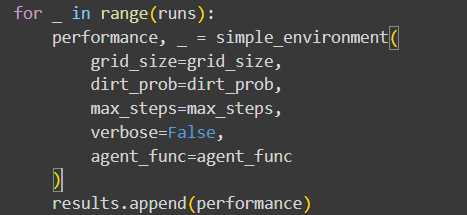 for _ in range(runs):
    performance, _ = simple_environment(
        grid_size=grid_size,
        dirt_prob=dirt_prob,
        max_steps=max_steps,
        verbose=False,
        agent_func=agent_func
    )
    results.append(performance)